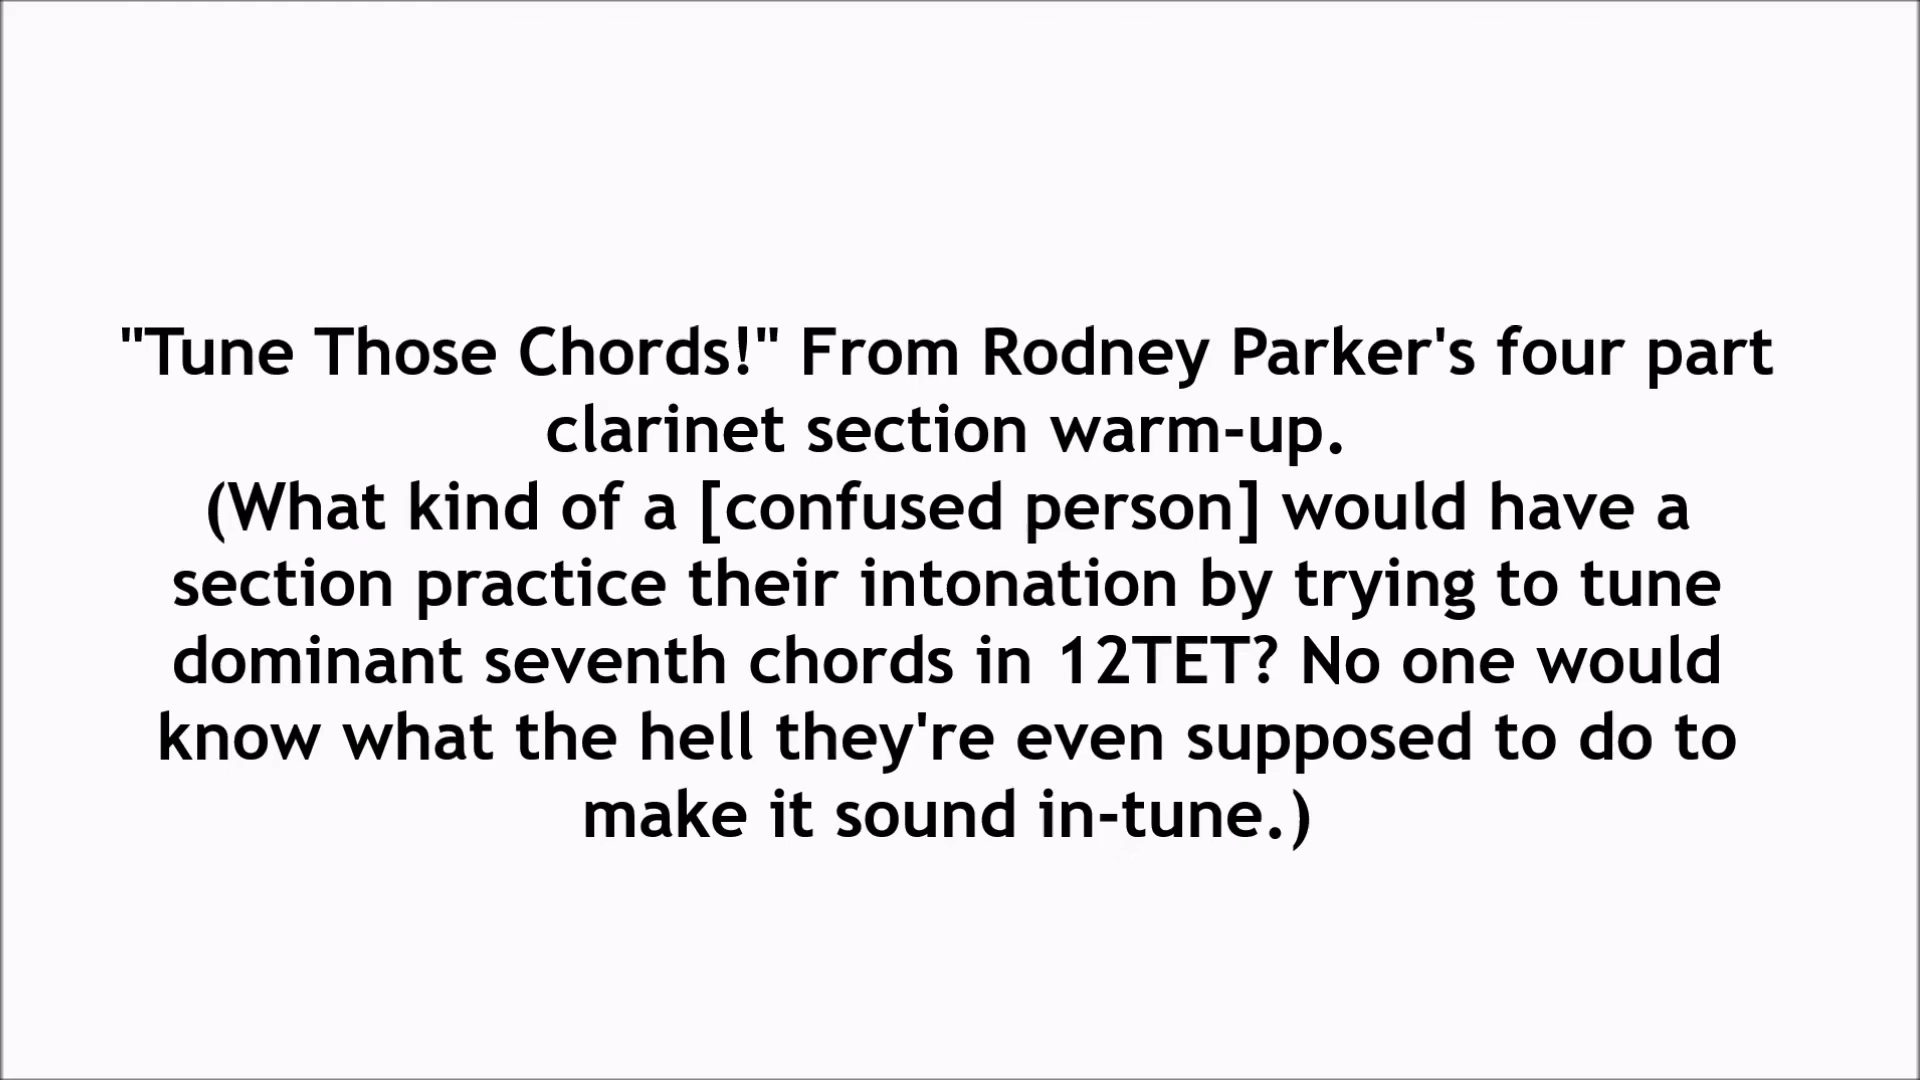 "Tune Those Chords!" From Rodney Parker's four part
clarinet section warm-up.
(What kind of a [confused person] would have a
section practice their intonation by trying to tune
dominant seventh chords in 12TET? No one would
know what the hell they're even supposed to do to
make it sound in-tune.)